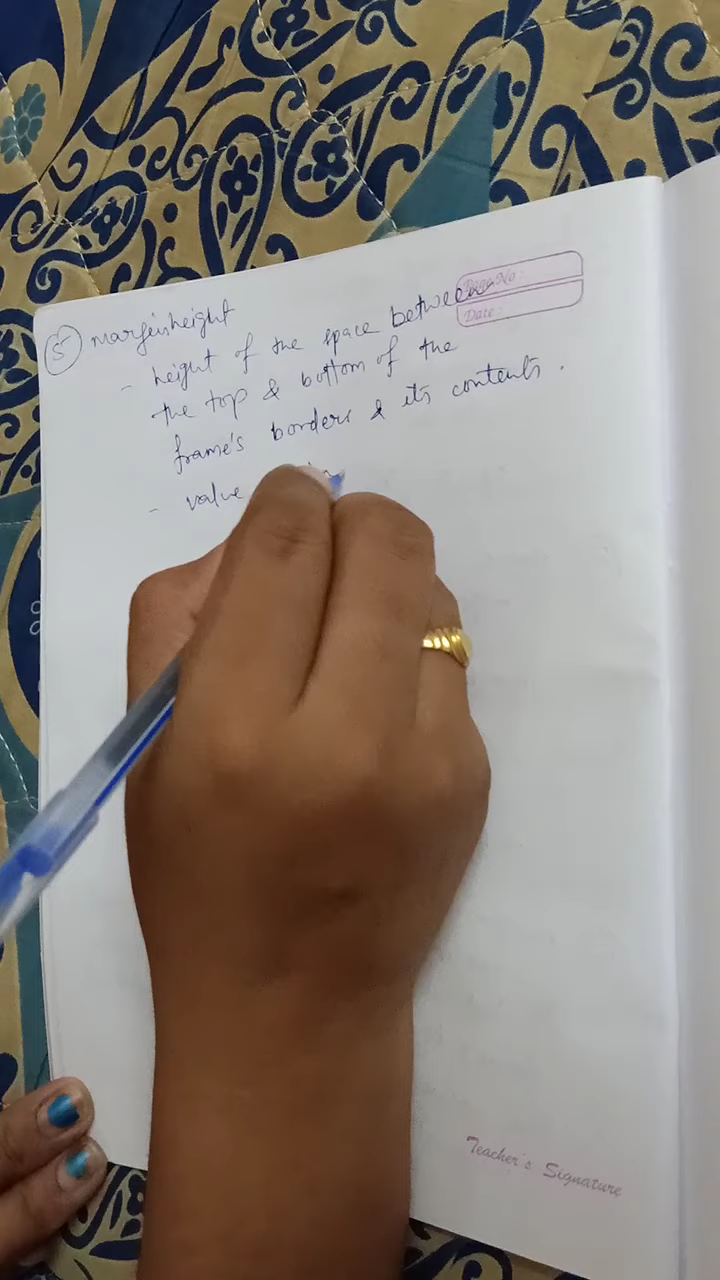 Page No :
Date :
5 marginheight
- height of the space between
the top & bottom of the
frame's borders & its contents .
- value
Teacher's Signature